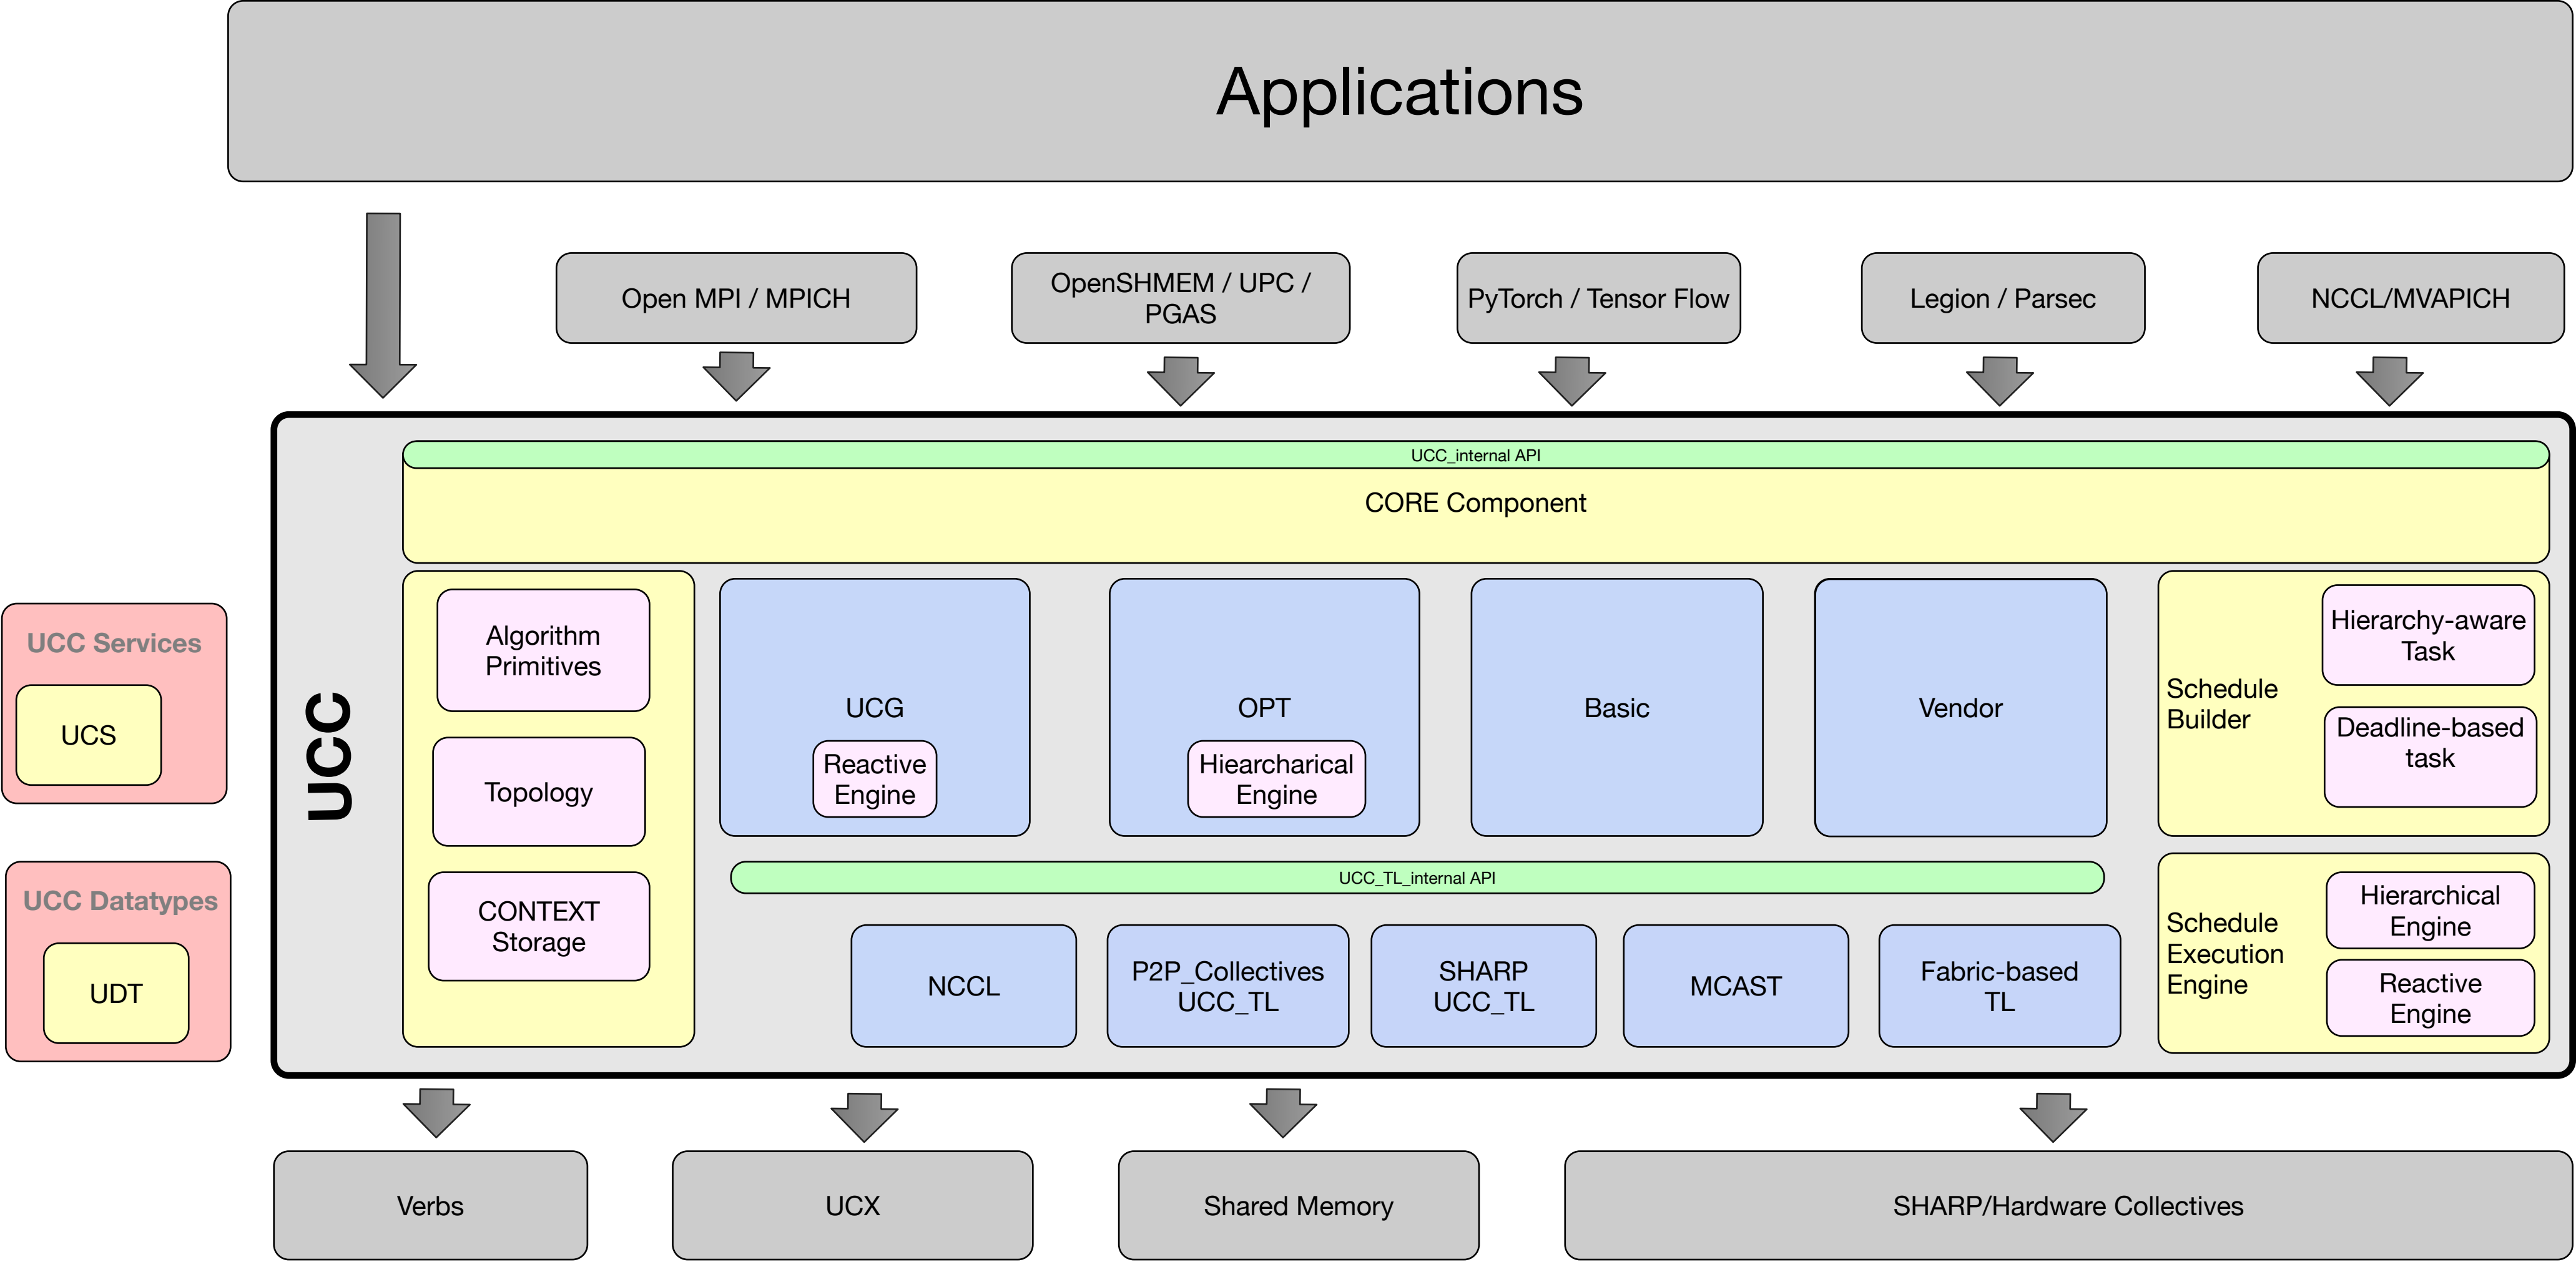 Applications
Open MPI / MPICH
OpenSHMEM / UPC /
PGAS
PyTorch / Tensor Flow
Legion / Parsec
NCCL/MVAPICH
UCC_internal API
CORE Component
UCC Services
UCS
UCC Datatypes
UDT
UCC
Algorithm
Primitives
Topology
CONTEXT
Storage
UCG
Reactive
Engine
OPT
Hiearcharical
Engine
Basic
Vendor
Schedule
Builder
Hierarchy-aware
Task
Deadline-based
task
UCC_TL_internal API
NCCL
P2P_Collectives
UCC_TL
SHARP
UCC_TL
MCAST
Fabric-based
TL
Schedule
Execution
Engine
Hierarchical
Engine
Reactive
Engine
Verbs
UCX
Shared Memory
SHARP/Hardware Collectives